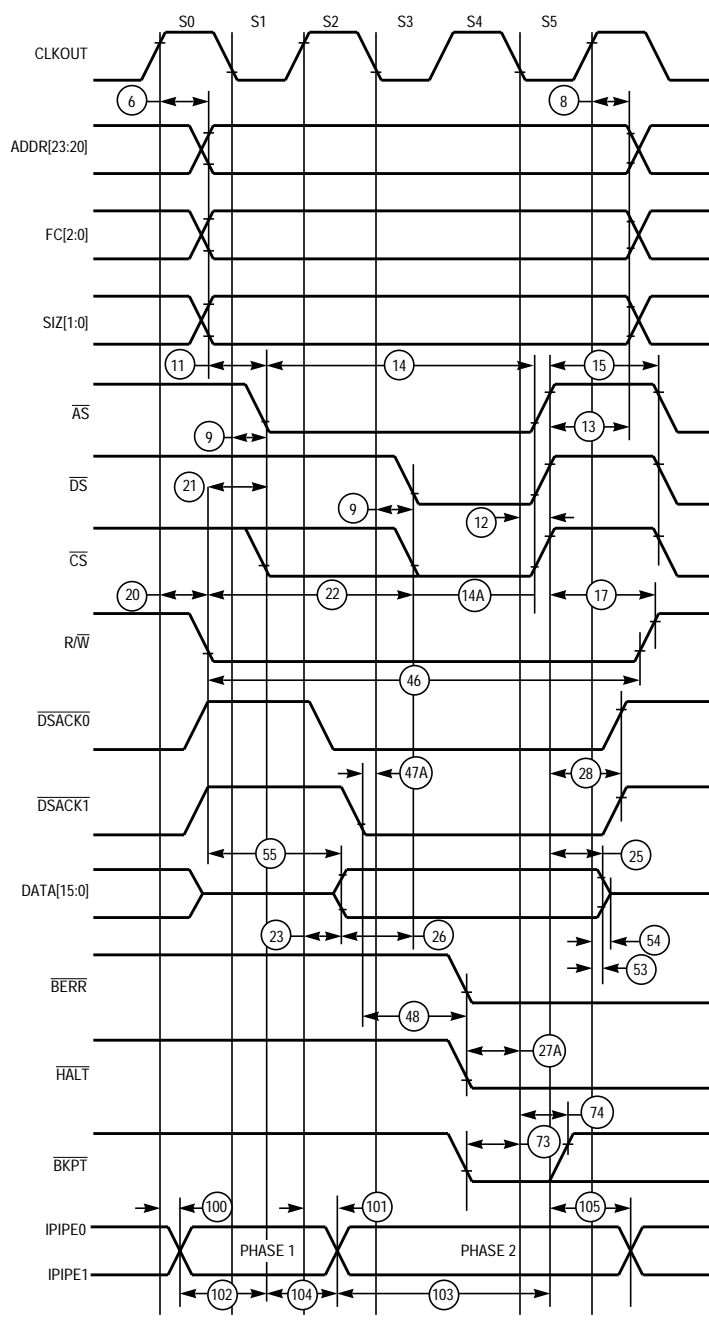 S0 S1 S2 S3 S4 S5
CLKOUT
6 8
ADDR[23:20]
FC[2:0]
SIZ[1:0]
11 14 15
AS
13
9
DS
21
9
12
CS
20 22 14A 17
R/W
46
DSACK0
47A 28
DSACK1
55 25
DATA[15:0]
23 26 54
53
BERR
48
27A
HALT
74
73
BKPT
100 101 105
IPIPE0
PHASE 1 PHASE 2
IPIPE1
102 104 103